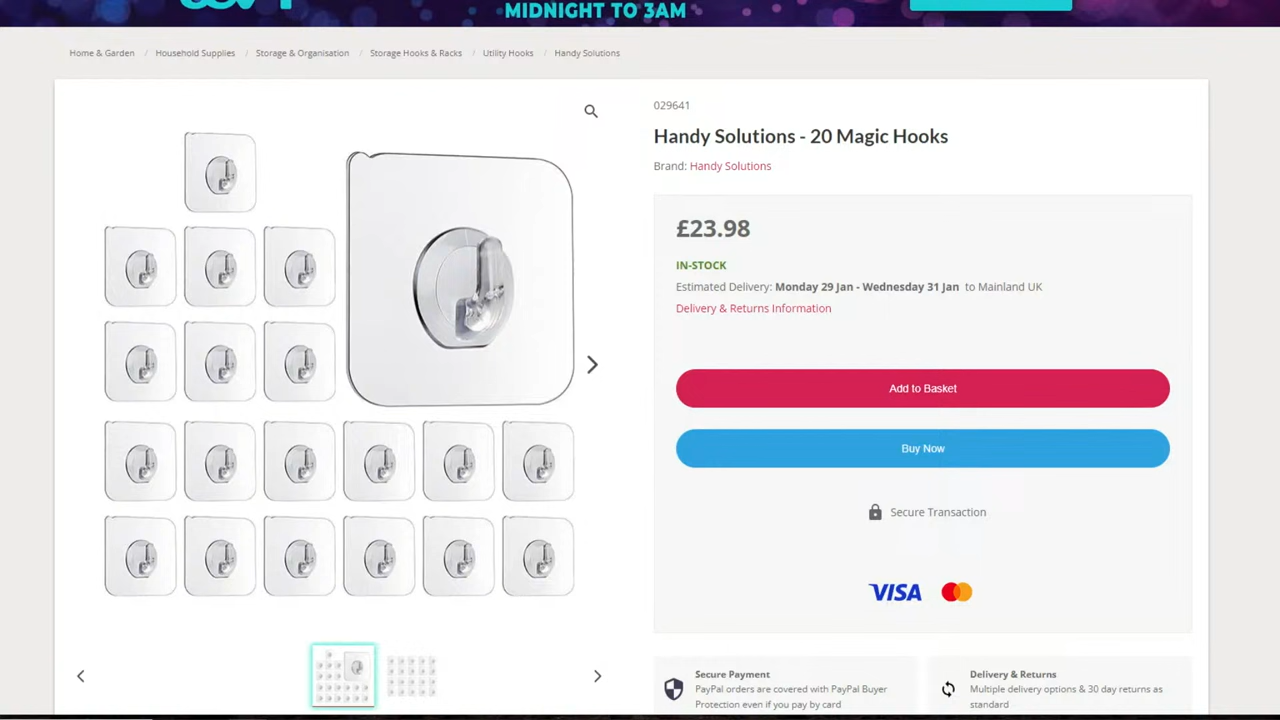 MIDNIGHT TO 3AM
Home & Garden / Household Supplies / Storage & Organisation / Storage Hooks & Racks / Utility Hooks / Handy Solutions
029641
Handy Solutions - 20 Magic Hooks
Brand: Handy Solutions
£23.98
IN-STOCK
Estimated Delivery: Monday 29 Jan - Wednesday 31 Jan to Mainland UK
Delivery & Returns Information
Add to Basket
Buy Now
Secure Transaction
VISA
Secure Payment
PayPal orders are covered with PayPal Buyer
Protection even if you pay by card
Delivery & Returns
Multiple delivery options & 30 day returns as
standard